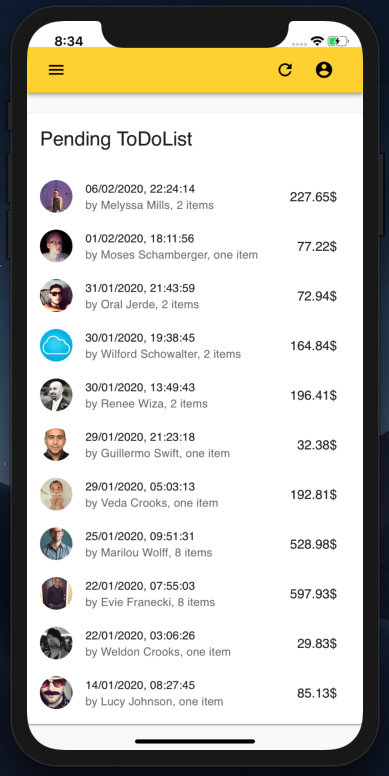 8:34
Pending ToDoList
06/02/2020, 22:24:14
by Melyssa Mills, 2 items
227.65$
01/02/2020, 18:11:56
by Moses Schamberger, one item
77.22$
31/01/2020, 21:43:59
by Oral Jerde, 2 items
72.94$
30/01/2020, 19:38:45
by Wilford Schowalter, 2 items
164.84$
30/01/2020, 13:49:43
by Renee Wiza, 2 items
196.41$
29/01/2020, 21:23:18
by Guillermo Swift, one item
32.38$
29/01/2020, 05:03:13
by Veda Crooks, one item
192.81$
25/01/2020, 09:51:31
by Marilou Wolff, 8 items
528.98$
22/01/2020, 07:55:03
by Evie Franecki, 8 items
597.93$
22/01/2020, 03:06:26
by Weldon Crooks, one item
29.83$
14/01/2020, 08:27:45
by Lucy Johnson, one item
85.13$